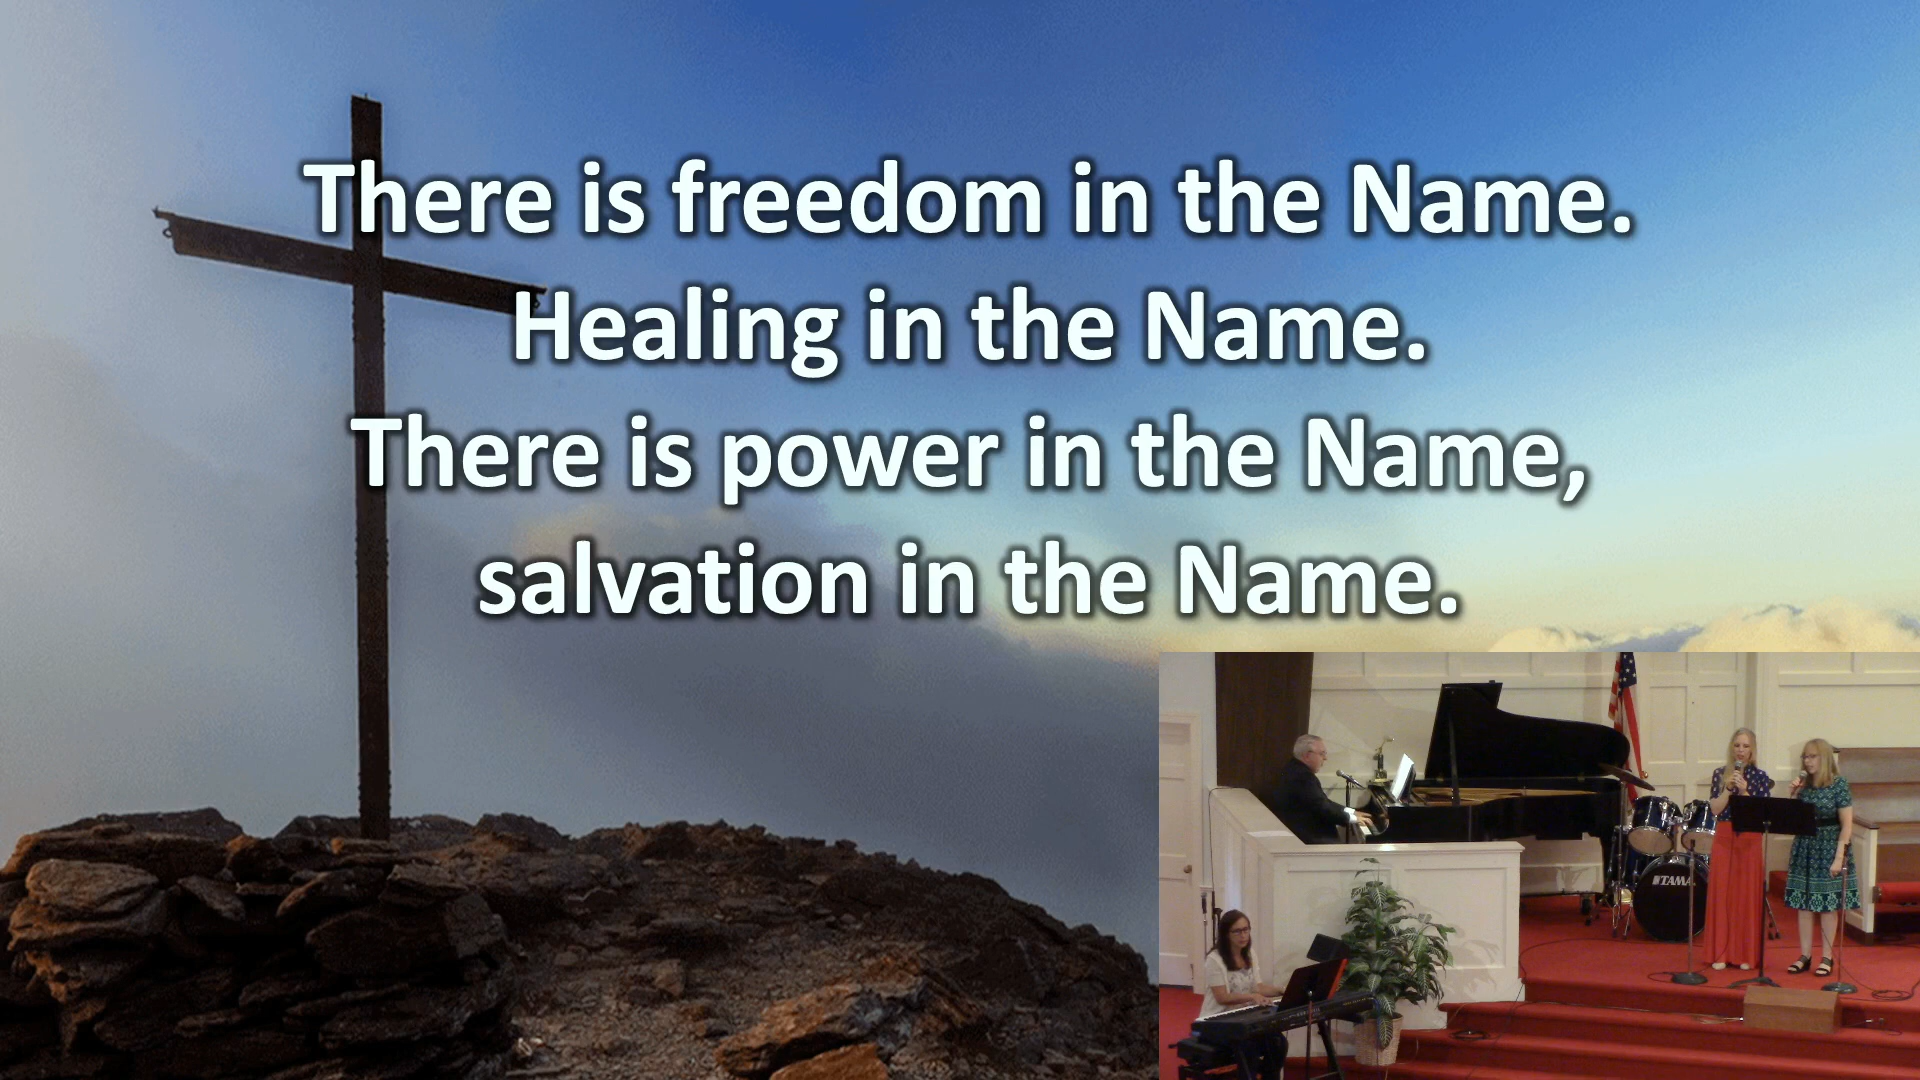 There is freedom in the Name.
Healing in the Name.
There is power in the Name,
salvation in the Name.
TAMA